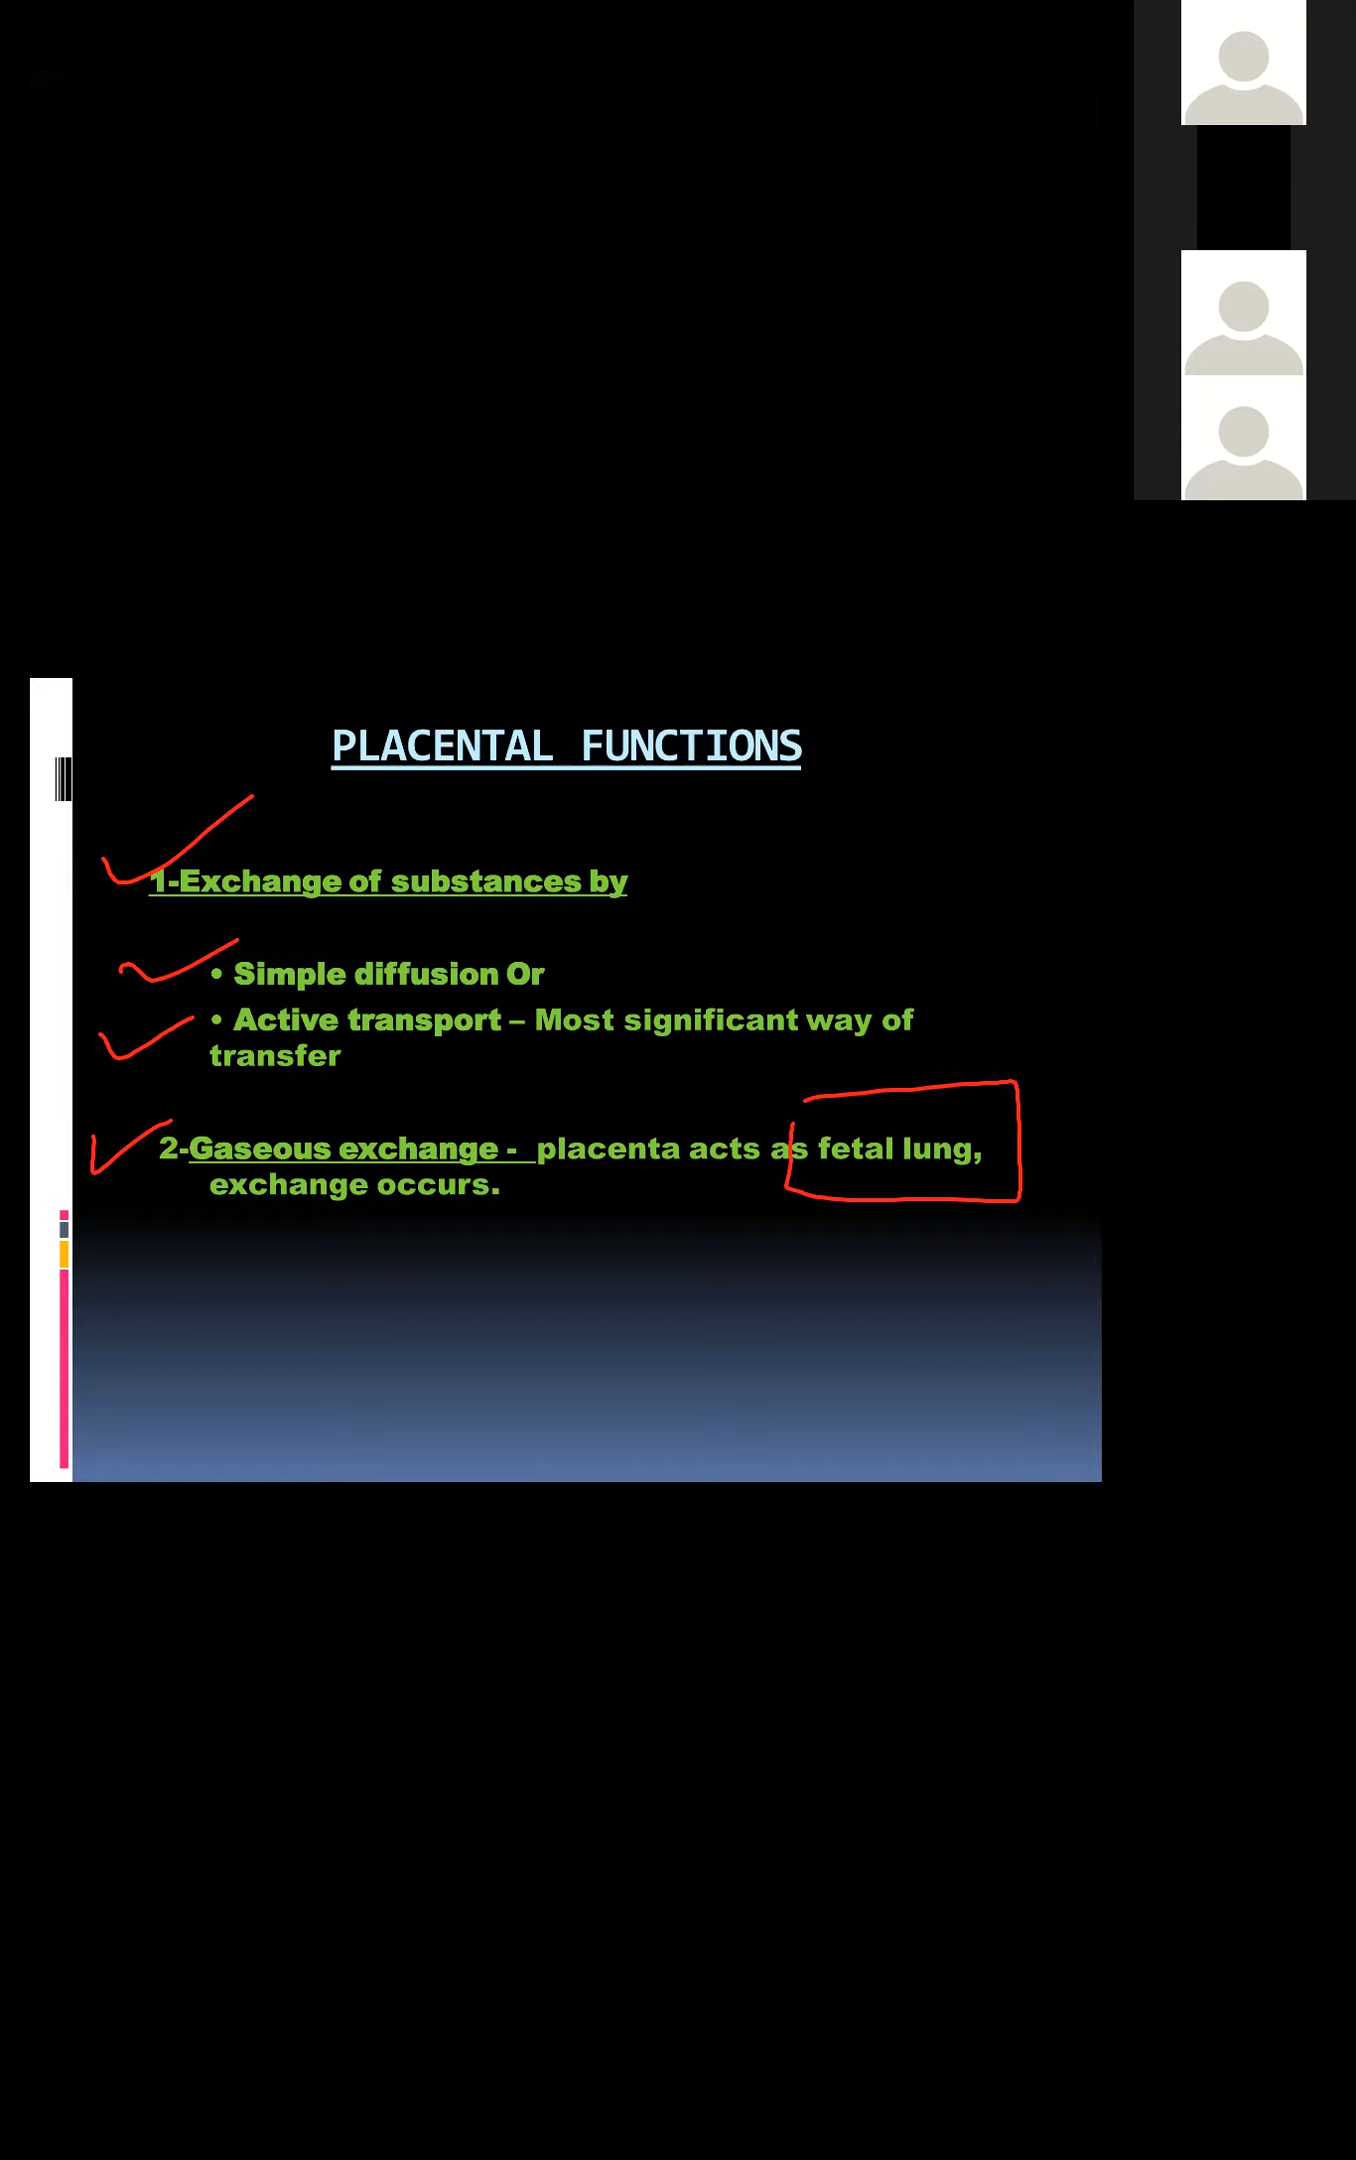 PLACENTAL FUNCTIONS
1-Exchange of substances by
• Simple diffusion Or
• Active transport – Most significant way of
transfer
2-Gaseous exchange - placenta acts as fetal lung,
exchange occurs.